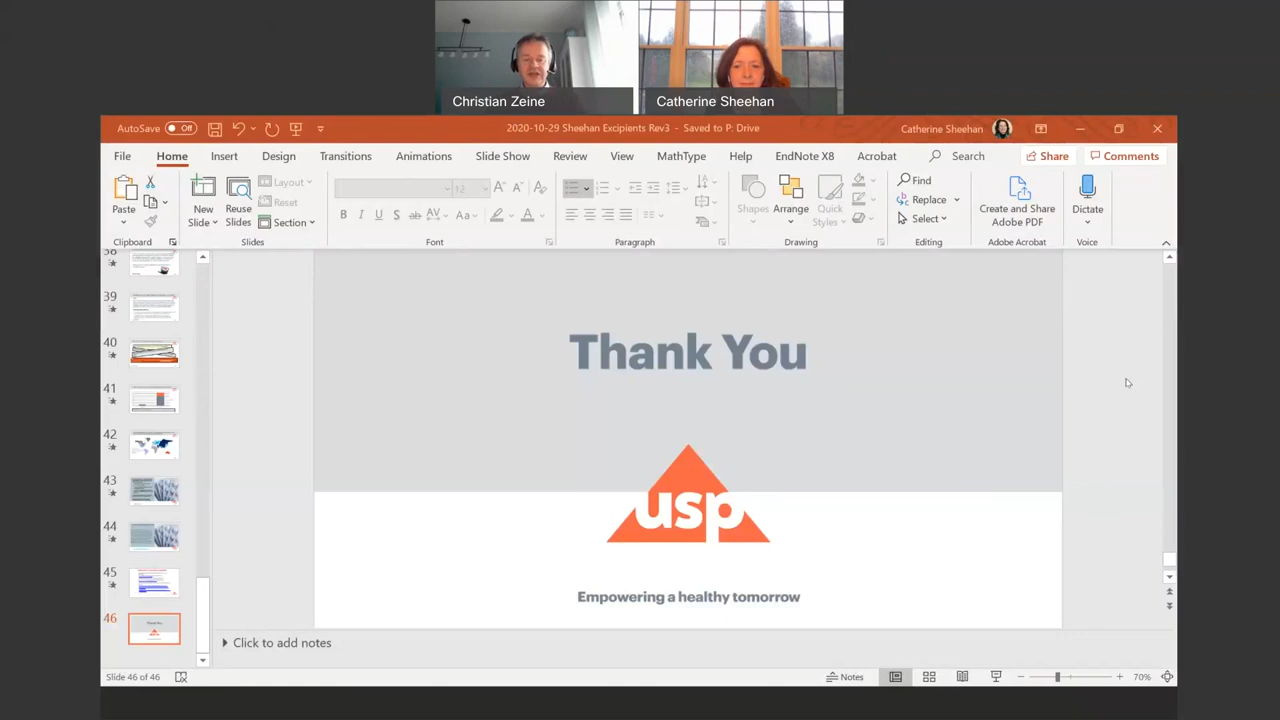 Christian Zeine
Catherine Sheehan
AutoSave Off
2020-10-29 Sheehan Excipients Rev3 - Saved to P: Drive
Catherine Sheehan
File Home Insert Design Transitions Animations Slide Show Review View MathType Help EndNote X8 Acrobat Search Share Comments
Paste
New Slide
Reuse Slides
Layout
Reset
Section
12
B I U S ab AV Aa A
Shapes
Arrange
Quick Styles
Find
Replace
Select
Create and Share Adobe PDF
Dictate
Clipboard Slides Font Paragraph Drawing Editing Adobe Acrobat Voice
39
40
41
42
43
44
45
46
Thank You
usp
Empowering a healthy tomorrow
Click to add notes
Slide 46 of 46
Notes
70%